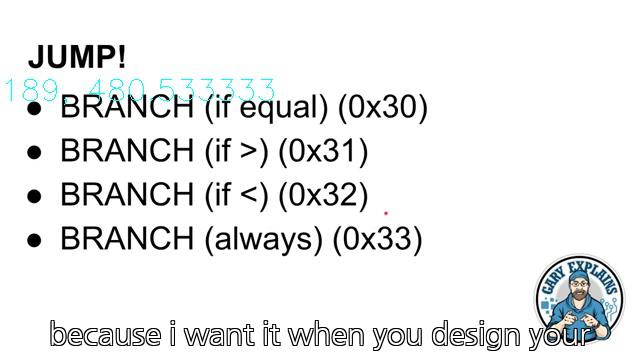 JUMP!
189, 480.533333
● BRANCH (if equal) (0x30)
● BRANCH (if >) (0x31)
● BRANCH (if <) (0x32)
● BRANCH (always) (0x33)
GARY EXPLAINS
because i want it when you design your